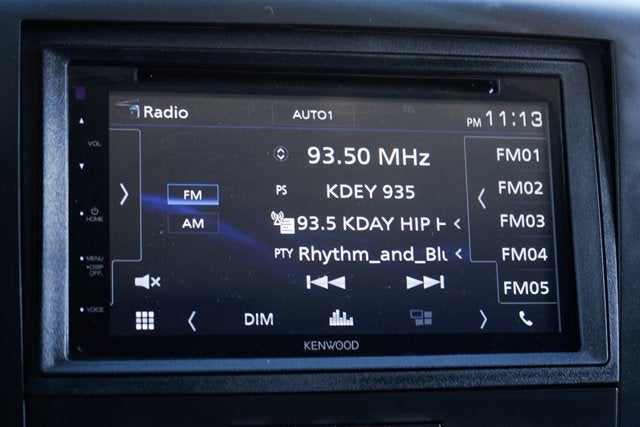 Radio
AUTO1
TEL
PM 11:13
VOL
93.50 MHz
FM01
FM
PS KDEY 935
FM02
AM
93.5 KDAY HIP H
FM03
PTY Rhythm_and_Blu
FM04
FM05
HOME
MENU
•DISP OFF
VOICE
DIM
KENWOOD